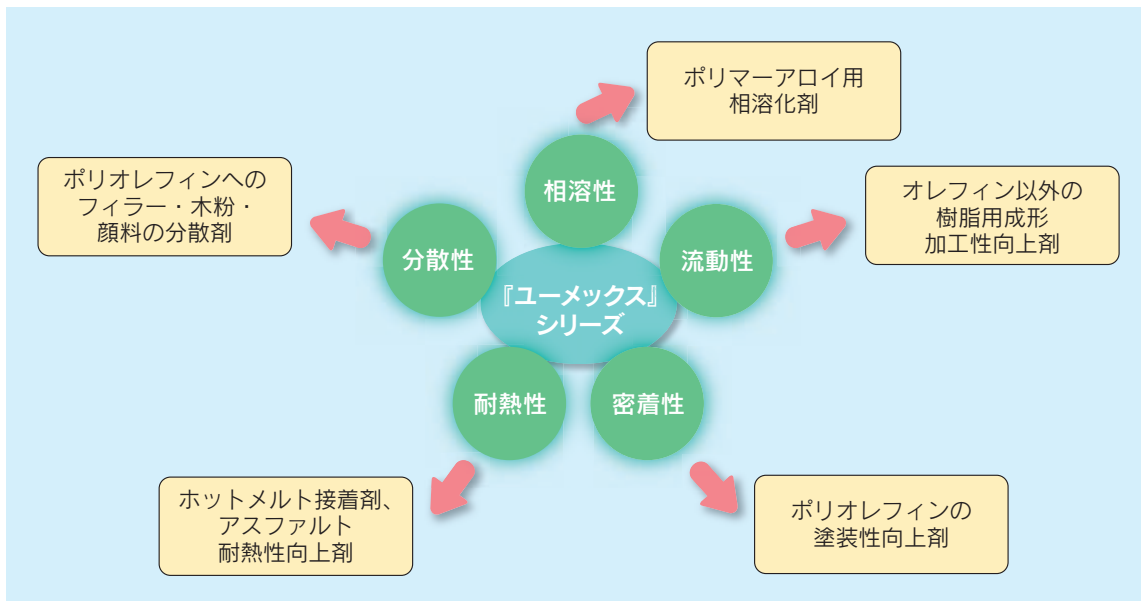 ポリマーアロイ用
相溶化剤
ポリオレフィンへの
フィラー・木粉・
顔料の分散剤
オレフィン以外の
樹脂用成形
加工性向上剤
相溶性
分散性
流動性
『ユーメックス』
シリーズ
耐熱性
密着性
ホットメルト接着剤、
アスファルト
耐熱性向上剤
ポリオレフィンの
塗装性向上剤